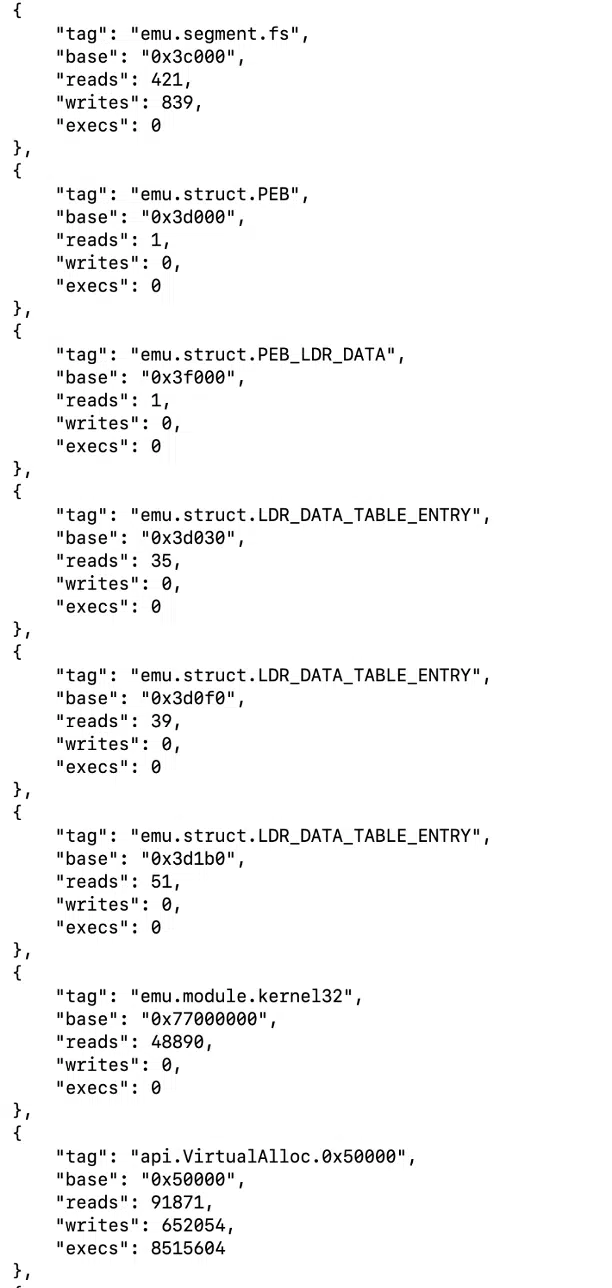 {
"tag": "emu.segment.fs",
"base": "0x3c000",
"reads": 421,
"writes": 839,
"execs": 0
},
{
"tag": "emu.struct.PEB",
"base": "0x3d000",
"reads": 1,
"writes": 0,
"execs": 0
},
{
"tag": "emu.struct.PEB_LDR_DATA",
"base": "0x3f000",
"reads": 1,
"writes": 0,
"execs": 0
},
{
"tag": "emu.struct.LDR_DATA_TABLE_ENTRY",
"base": "0x3d030",
"reads": 35,
"writes": 0,
"execs": 0
},
{
"tag": "emu.struct.LDR_DATA_TABLE_ENTRY",
"base": "0x3d0f0",
"reads": 39,
"writes": 0,
"execs": 0
},
{
"tag": "emu.struct.LDR_DATA_TABLE_ENTRY",
"base": "0x3d1b0",
"reads": 51,
"writes": 0,
"execs": 0
},
{
"tag": "emu.module.kernel32",
"base": "0x77000000",
"reads": 48890,
"writes": 0,
"execs": 0
},
{
"tag": "api.VirtualAlloc.0x50000",
"base": "0x50000",
"reads": 91871,
"writes": 652054,
"execs": 8515604
},